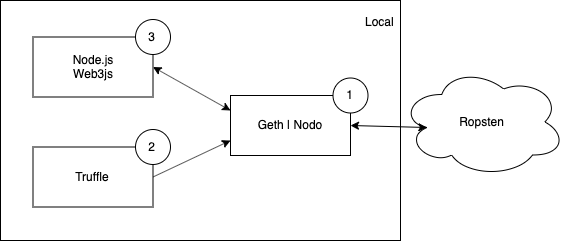 Local
3
Node.js
Web3js
1
Geth | Nodo
Ropsten
2
Truffle